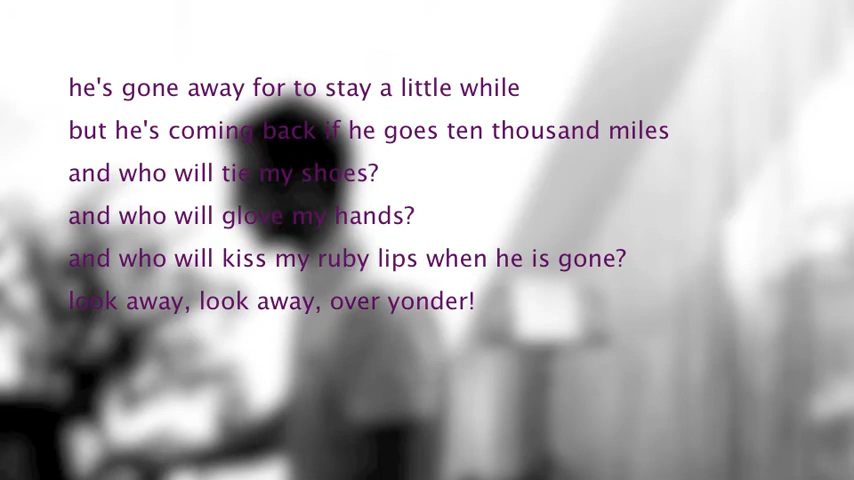 he's gone away for to stay a little while
but he's coming back if he goes ten thousand miles
and who will tie my shoes?
and who will glove my hands?
and who will kiss my ruby lips when he is gone?
look away, look away, over yonder!